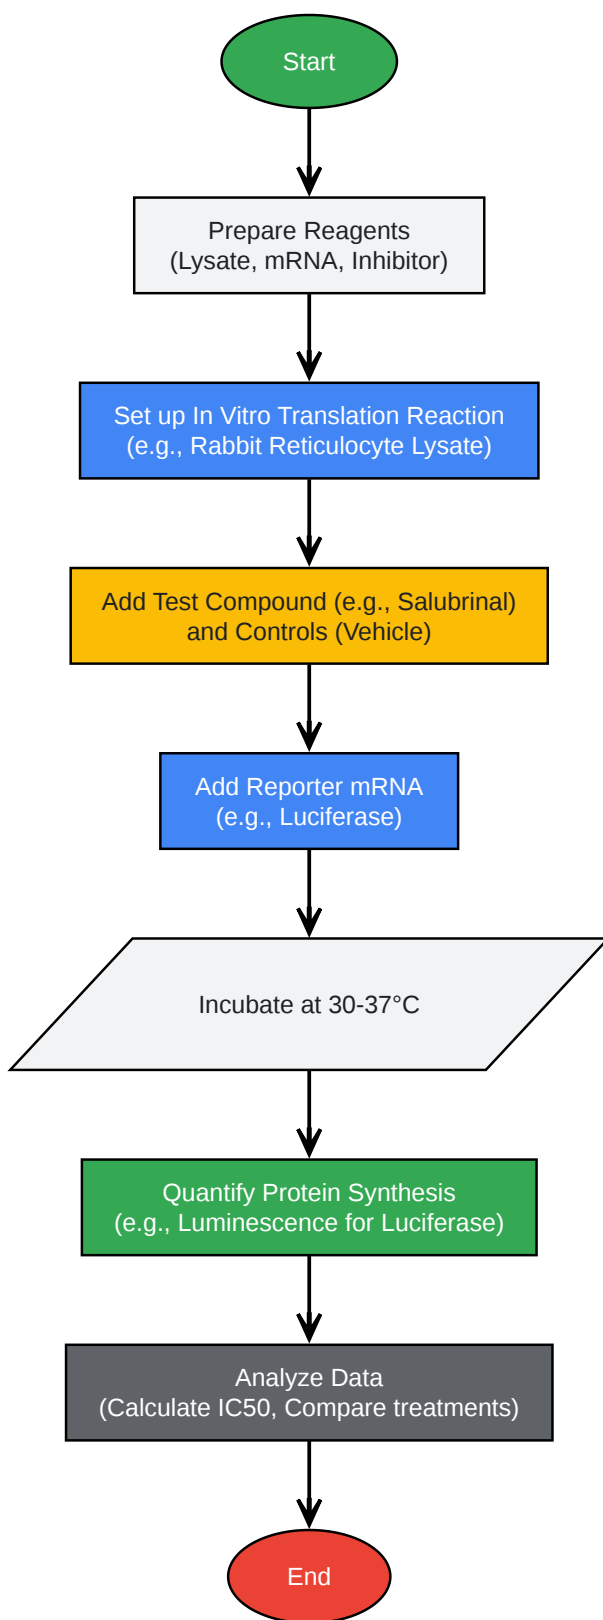 Start
Prepare Reagents
(Lysate, mRNA, Inhibitor)
Set up In Vitro Translation Reaction
(e.g., Rabbit Reticulocyte Lysate)
Add Test Compound (e.g., Salubrinal)
and Controls (Vehicle)
Add Reporter mRNA
(e.g., Luciferase)
Incubate at 30-37°C
Quantify Protein Synthesis
(e.g., Luminescence for Luciferase)
Analyze Data
(Calculate IC50, Compare treatments)
End